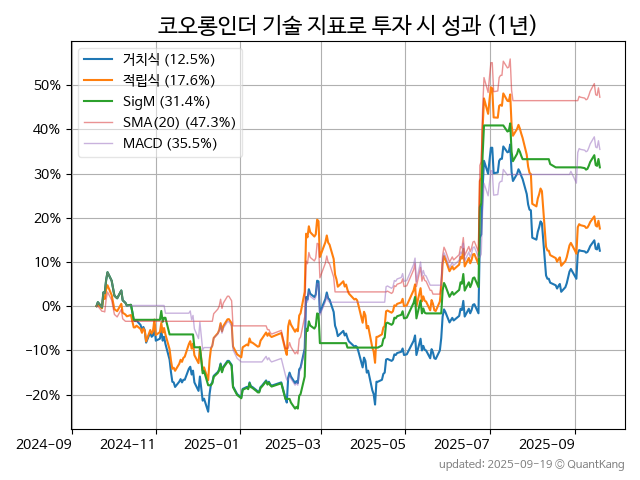 코오롱인더 기술 지표로 투자 시 성과 (1년)
거치식 (12.5%)
적립식 (17.6%)
SigM (31.4%)
SMA(20) (47.3%)
MACD (35.5%)
50%
40%
30%
20%
10%
0%
−10%
−20%
2024-09 2024-11 2025-01 2025-03 2025-05 2025-07 2025-09
updated: 2025-09-19 ⓒ QuantKang